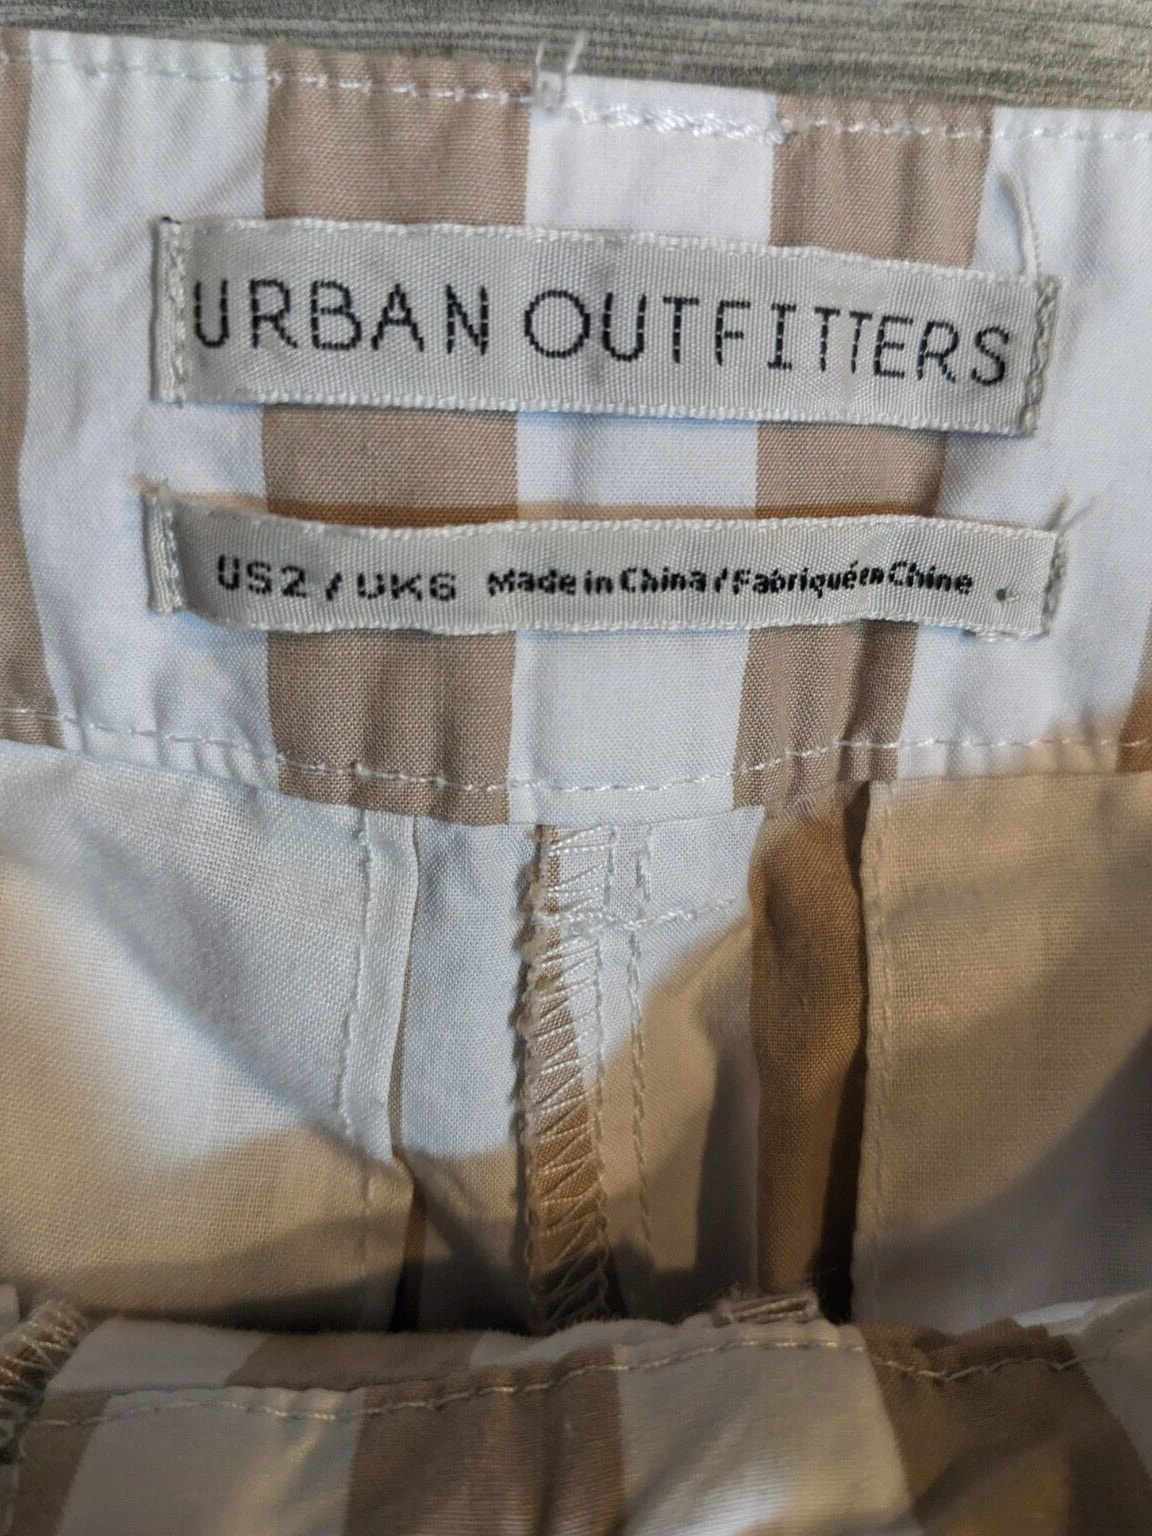 URBAN OUTFITTERS
US2 / UK6 Made in China / Fabriqué en Chine